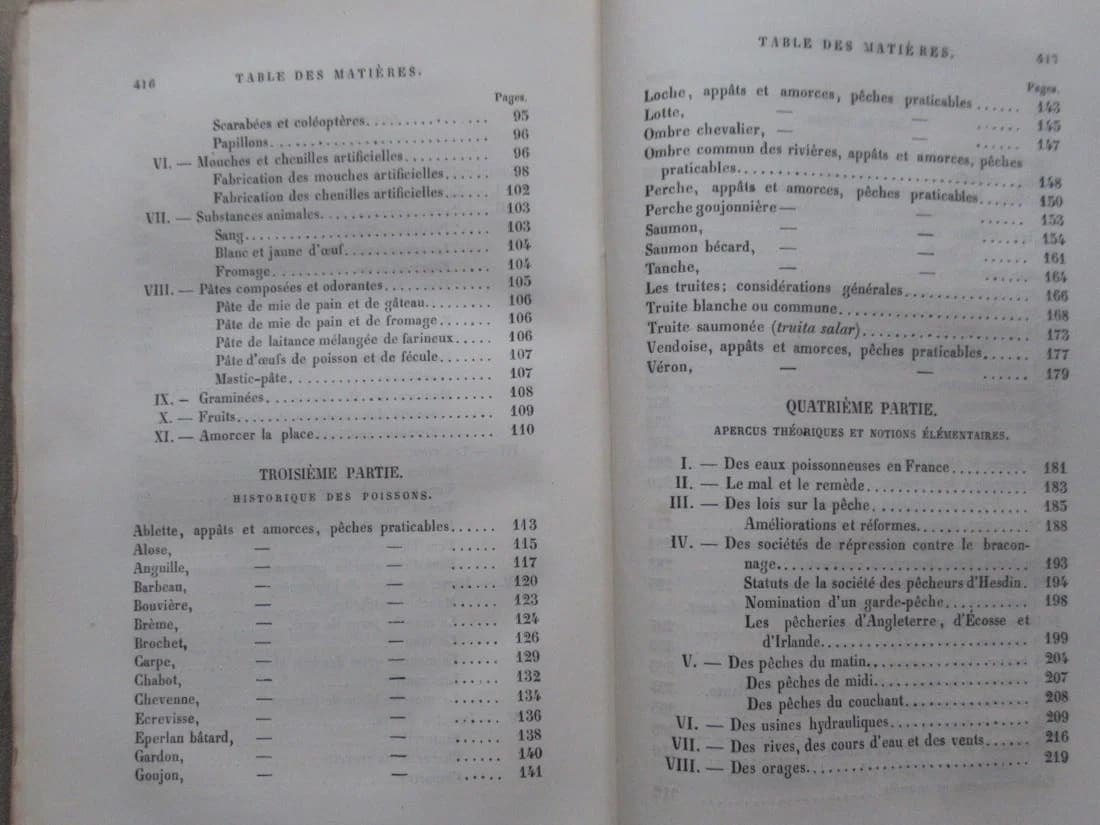 416 TABLE DES MATIÈRES.
Pages.
Scarabées et coléoptères................ 95
Papillons.............................. 96
VI. — Mouches et chenilles artificielles........... 96
Fabrication des mouches artificielles...... 98
Fabrication des chenilles artificielles...... 102
VII. — Substances animales...................... 103
Sang.................................. 103
Blanc et jaune d'œuf.................... 104
Fromage.............................. 104
VIII. — Pâtes composées et odorantes.............. 105
Pâte de mie de pain et de gâteau......... 106
Pâte de mie de pain et de fromage....... 106
Pâte de laitance mélangée de farineux..... 106
Pâte d'œufs de poisson et de fécule....... 107
Mastic-pâte............................ 107
IX. — Graminées............................ 108
X. — Fruits................................ 109
XI. — Amorcer la place...................... 110
TROISIÈME PARTIE.
HISTORIQUE DES POISSONS.
Ablette, appâts et amorces, pêches praticables...... 113
Alose, — — ...... 115
Anguille, — — ...... 117
Barbeau, — — ...... 120
Bouvière, — — ...... 123
Brème, — — ...... 124
Brochet, — — ...... 126
Carpe, — — ...... 129
Chabot, — — ...... 132
Chevenne, — — ...... 134
Ecrevisse, — — ...... 136
Eperlan bâtard, — — ...... 138
Gardon, — — ...... 140
Goujon, — — ...... 141
TABLE DES MATIÈRES. 417
Pages.
Loche, appâts et amorces, pêches praticables...... 143
Lotte, — — ...... 145
Ombre chevalier, — — ...... 147
Ombre commun des rivières, appâts et amorces, pêches
praticables.............................. 148
Perche, appâts et amorces, pêches praticables...... 150
Perche goujonnière — — ...... 153
Saumon, — — ...... 154
Saumon bécard, — — ...... 161
Tanche, — — ...... 164
Les truites; considérations générales.............. 166
Truite blanche ou commune...................... 168
Truite saumonée (truita salar).................... 173
Vendoise, appâts et amorces, pêches praticables...... 177
Véron, — — ...... 179
QUATRIÈME PARTIE.
APERCUS THÉORIQUES ET NOTIONS ÉLÉMENTAIRES.
I. — Des eaux poissonneuses en France.......... 181
II. — Le mal et le remède.................... 183
III. — Des lois sur la pêche.................... 185
Améliorations et réformes.............. 188
IV. — Des sociétés de répression contre le bracon-
nage.............................. 193
Statuts de la société des pêcheurs d'Hesdin. 194
Nomination d'un garde-pêche............ 198
Les pêcheries d'Angleterre, d'Écosse et
d'Irlande............................ 199
V. — Des pêches du matin.................... 204
Des pêches de midi.................... 207
Des pêches du couchant................ 208
VI. — Des usines hydrauliques................ 209
VII. — Des rives, des cours d'eau et des vents...... 216
VIII. — Des orages............................ 219